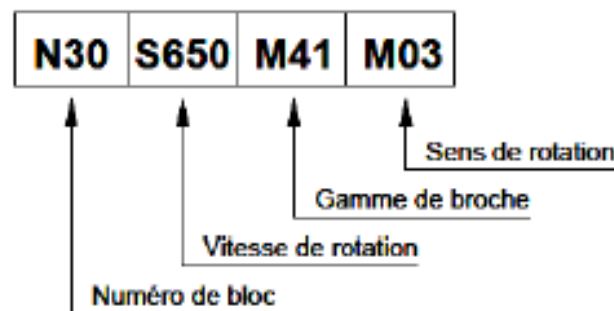 N30 S650 M41 M03
Sens de rotation
Gamme de broche
Vitesse de rotation
Numéro de bloc